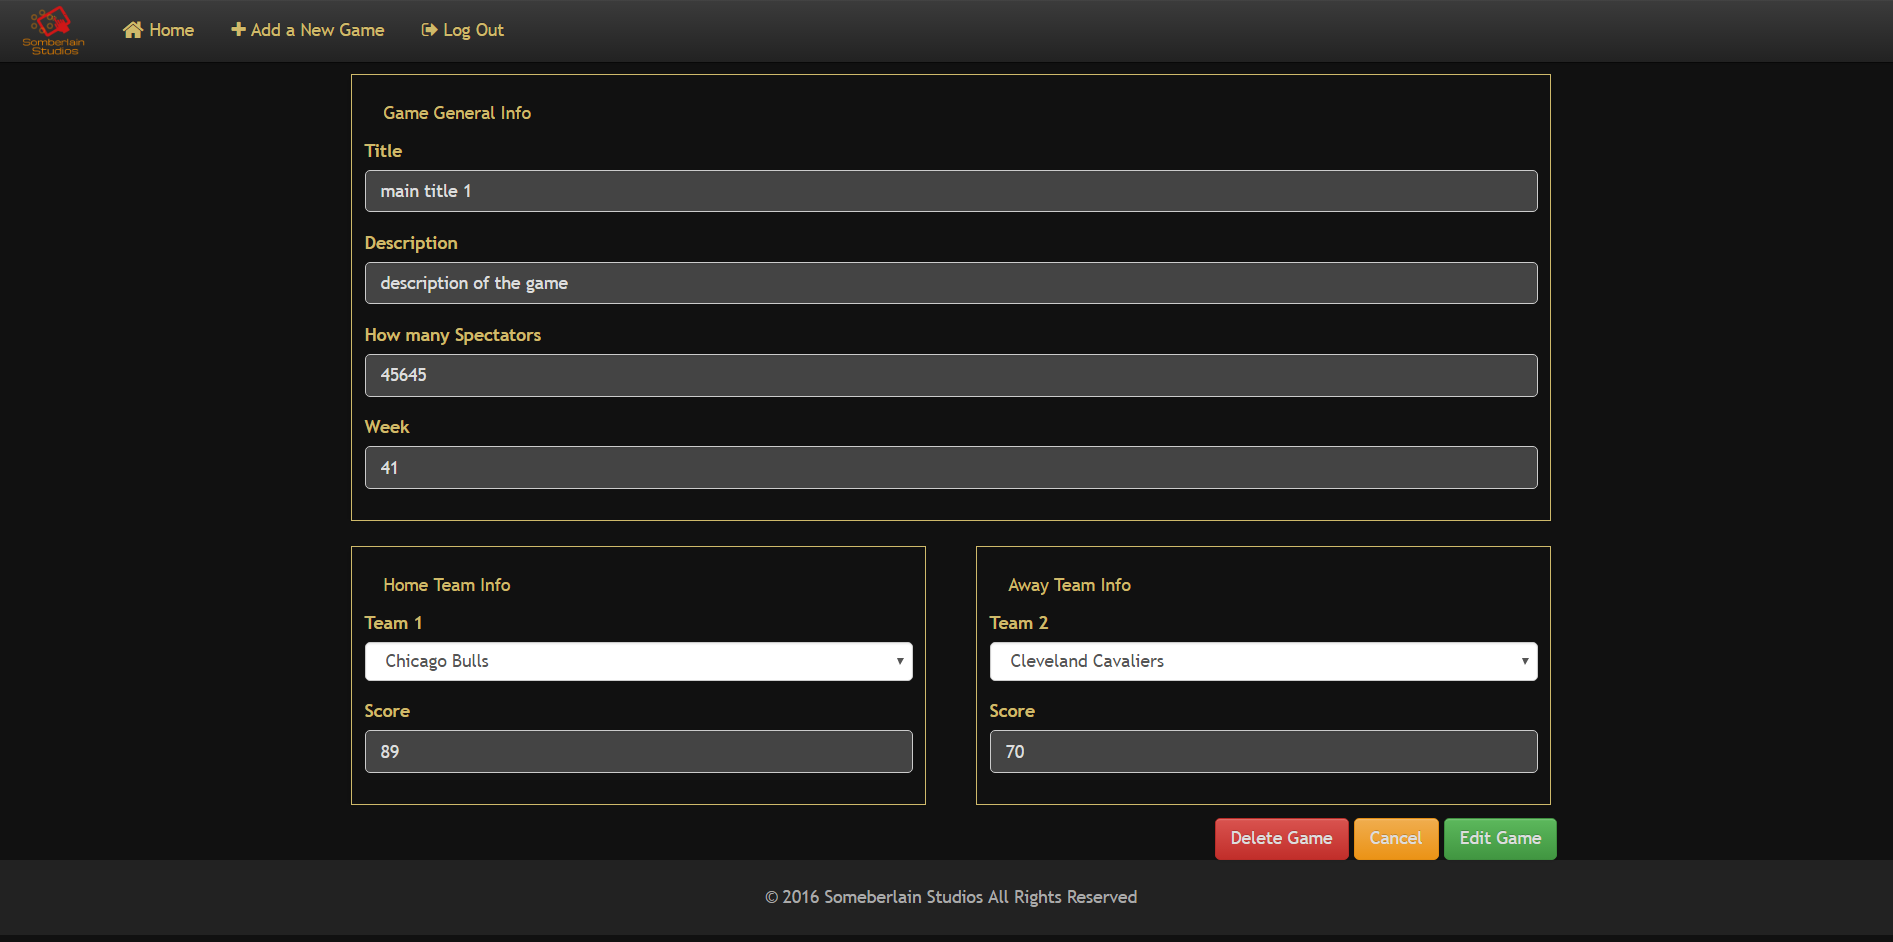 Somberlain
Studios
Home
Add a New Game
Log Out
Game General Info
Title
main title 1
Description
description of the game
How many Spectators
45645
Week
41
Home Team Info
Team 1
Chicago Bulls
Score
89
Away Team Info
Team 2
Cleveland Cavaliers
Score
70
Delete Game
Cancel
Edit Game
© 2016 Someberlain Studios All Rights Reserved